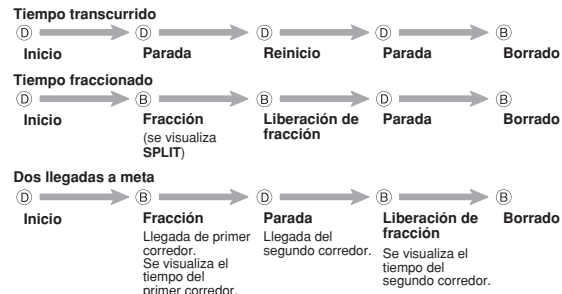 Tiempo transcurrido
D D D D B
Inicio Parada Reinicio Parada Borrado
Tiempo fraccionado
D B B D B
Inicio Fracción Liberación de Parada Borrado
(se visualiza fracción
SPLIT)
Dos llegadas a meta
D B D B B
Inicio Fracción Parada Liberación de Borrado
Llegada de primer Llegada del fracción
corredor. segundo corredor. Se visualiza el
Se visualiza el tiempo del
tiempo del segundo corredor.
primer corredor.